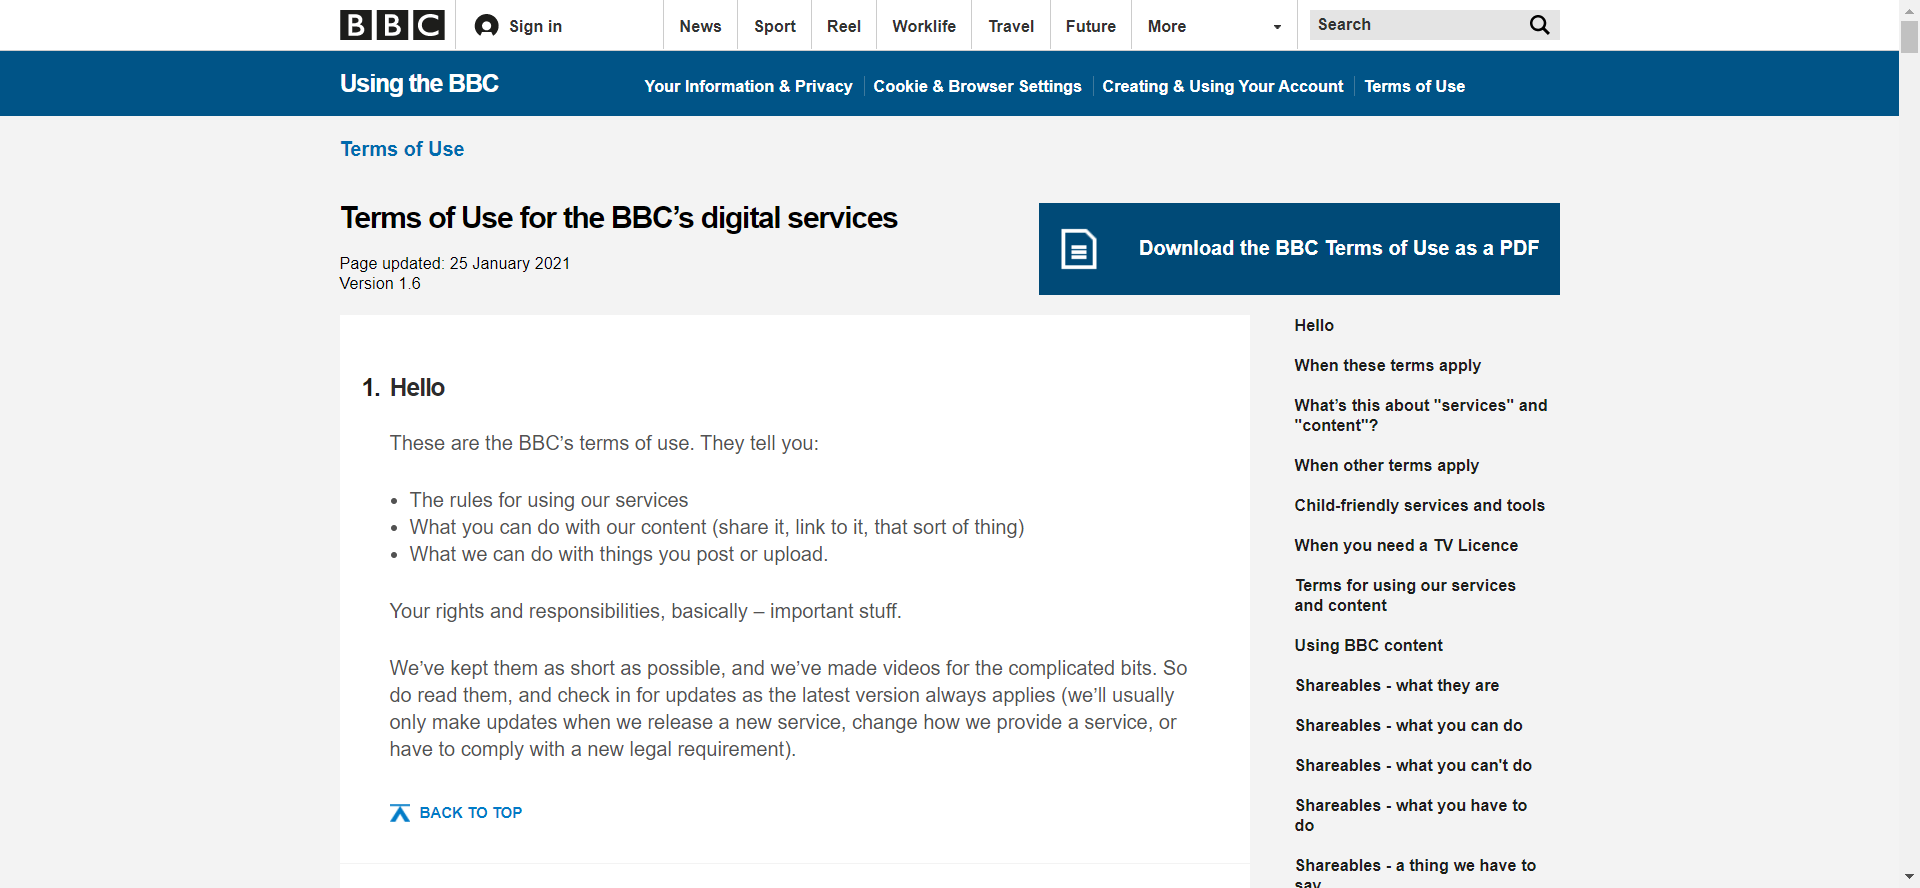 BBC
Sign in
News
Sport
Reel
Worklife
Travel
Future
More
Search
Using the BBC
Your Information & Privacy
Cookie & Browser Settings
Creating & Using Your Account
Terms of Use
Terms of Use
Terms of Use for the BBC’s digital services
Page updated: 25 January 2021
Version 1.6
Download the BBC Terms of Use as a PDF
1. Hello
These are the BBC’s terms of use. They tell you:
• The rules for using our services
• What you can do with our content (share it, link to it, that sort of thing)
• What we can do with things you post or upload.
Your rights and responsibilities, basically – important stuff.
We’ve kept them as short as possible, and we’ve made videos for the complicated bits. So
do read them, and check in for updates as the latest version always applies (we’ll usually
only make updates when we release a new service, change how we provide a service, or
have to comply with a new legal requirement).
BACK TO TOP
Hello
When these terms apply
What’s this about "services" and
"content"?
When other terms apply
Child-friendly services and tools
When you need a TV Licence
Terms for using our services
and content
Using BBC content
Shareables - what they are
Shareables - what you can do
Shareables - what you can't do
Shareables - what you have to
do
Shareables - a thing we have to
say